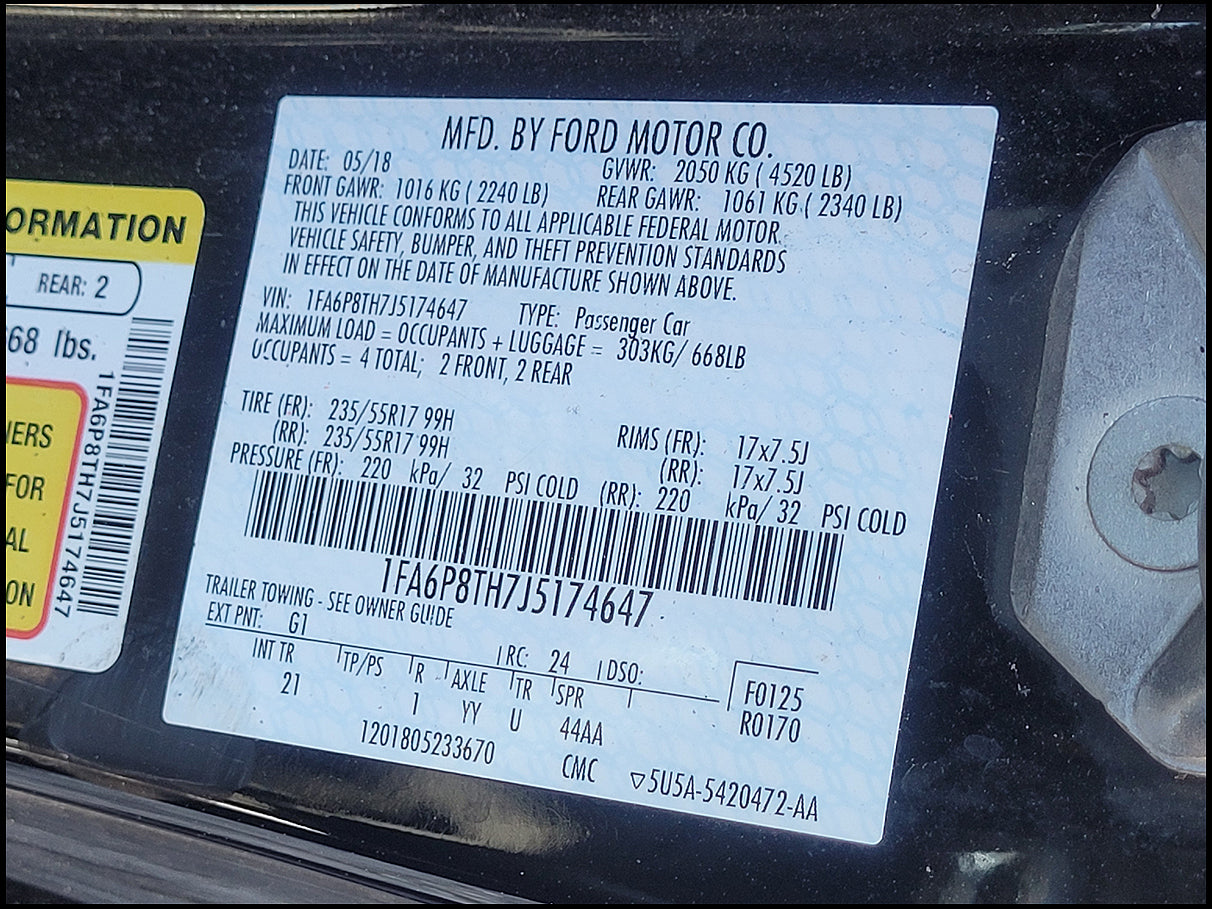 ORMATION
REAR: 2
68 lbs.
1FA6P8TH7J5174647
NERS
FOR
AL
ON
MFD. BY FORD MOTOR CO.
DATE: 05/18 GVWR: 2050 KG ( 4520 LB)
FRONT GAWR: 1016 KG ( 2240 LB) REAR GAWR: 1061 KG ( 2340 LB)
THIS VEHICLE CONFORMS TO ALL APPLICABLE FEDERAL MOTOR
VEHICLE SAFETY, BUMPER, AND THEFT PREVENTION STANDARDS
IN EFFECT ON THE DATE OF MANUFACTURE SHOWN ABOVE.
VIN: 1FA6P8TH7J5174647 TYPE: Passenger Car
MAXIMUM LOAD = OCCUPANTS + LUGGAGE = 303KG/ 668LB
OCCUPANTS = 4 TOTAL; 2 FRONT, 2 REAR
TIRE (FR): 235/55R17 99H RIMS (FR): 17x7.5J
(RR): 235/55R17 99H (RR): 17x7.5J
PRESSURE (FR): 220 kPa/ 32 PSI COLD (RR): 220 kPa/ 32 PSI COLD
1FA6P8TH7J5174647
TRAILER TOWING - SEE OWNER GUIDE
EXT PNT: G1 RC: 24 DSO:
INT TR TP/PS R AXLE TR SPR F0125
21 1 YY U 44AA R0170
1201805233670 CMC ▽5U5A-5420472-AA